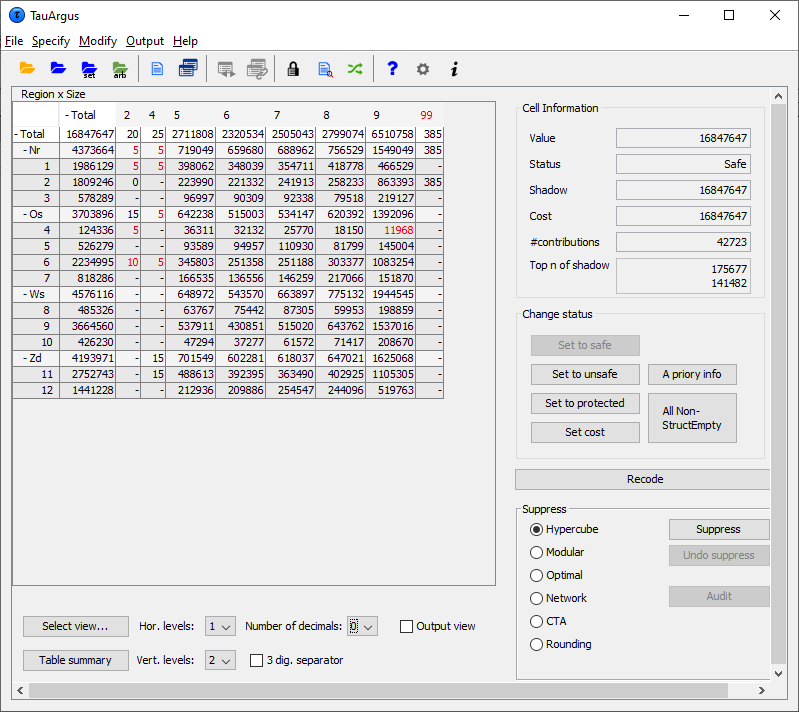 TauArgus
File Specify Modify Output Help
set arb ? i
Region x Size
- Total 2 4 5 6 7 8 9 99
- Total 16847647 20 25 2711808 2320534 2505043 2799074 6510758 385
- Nr 4373664 5 5 719049 659680 688962 756529 1549049 385
1 1986129 5 5 398062 348039 354711 418778 466529 -
2 1809246 0 - 223990 221332 241913 258233 863393 385
3 578289 - - 96997 90309 92338 79518 219127 -
- Os 3703896 15 5 642238 515003 534147 620392 1392096 -
4 124336 5 - 36311 32132 25770 18150 11968 -
5 526279 - - 93589 94957 110930 81799 145004 -
6 2234995 10 5 345803 251358 251188 303377 1083254 -
7 818286 - - 166535 136556 146259 217066 151870 -
- Ws 4576116 - - 648972 543570 663897 775132 1944545 -
8 485326 - - 63767 75442 87305 59953 198859 -
9 3664560 - - 537911 430851 515020 643762 1537016 -
10 426230 - - 47294 37277 61572 71417 208670 -
- Zd 4193971 - 15 701549 602281 618037 647021 1625068 -
11 2752743 - 15 488613 392395 363490 402925 1105305 -
12 1441228 - - 212936 209886 254547 244096 519763 -
Select view... Hor. levels: 1 Number of decimals: 0 Output view
Table summary Vert. levels: 2 3 dig. separator
Cell Information
Value 16847647
Status Safe
Shadow 16847647
Cost 16847647
#contributions 42723
Top n of shadow 175677
141482
Change status
Set to safe
Set to unsafe A priory info
Set to protected All Non-
StructEmpty
Set cost
Recode
Suppress
Hypercube Suppress
Modular Undo suppress
Optimal
Network Audit
CTA
Rounding